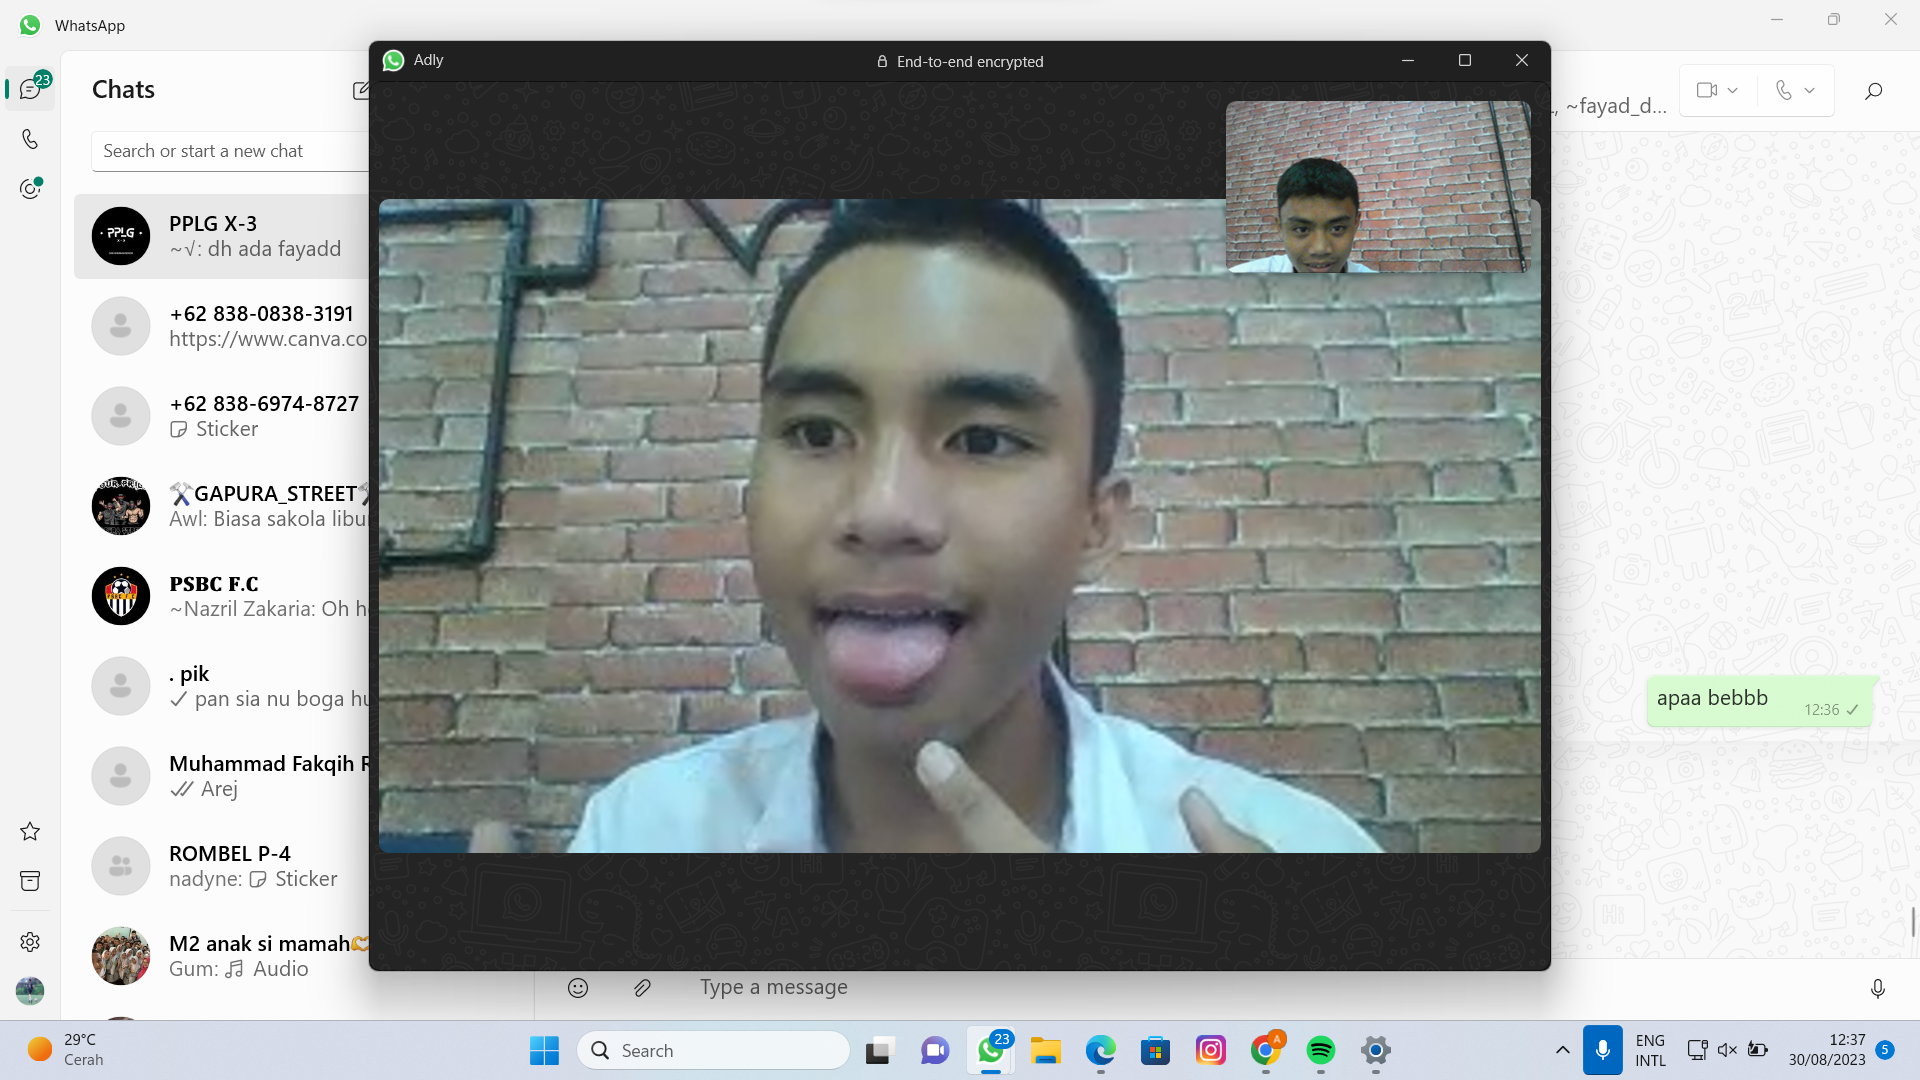 WhatsApp
23
Chats
Search or start a new chat
PPLG X-3
~√: dh ada fayadd
+62 838-0838-3191
https://www.canva.co
+62 838-6974-8727
Sticker
GAPURA_STREET
Awl: Biasa sakola libur
PSBC F.C
~Nazril Zakaria: Oh
. pik
pan sia nu boga
Muhammad Fakqih
Arej
ROMBEL P-4
nadyne: Sticker
M2 anak si mamah
Gum: Audio
Adly
End-to-end encrypted
~fayad_d...
apaa bebbb
12:36
Type a message
29°C
Cerah
Search
23
A
ENG
INTL
12:37
30/08/2023
5
PPLG